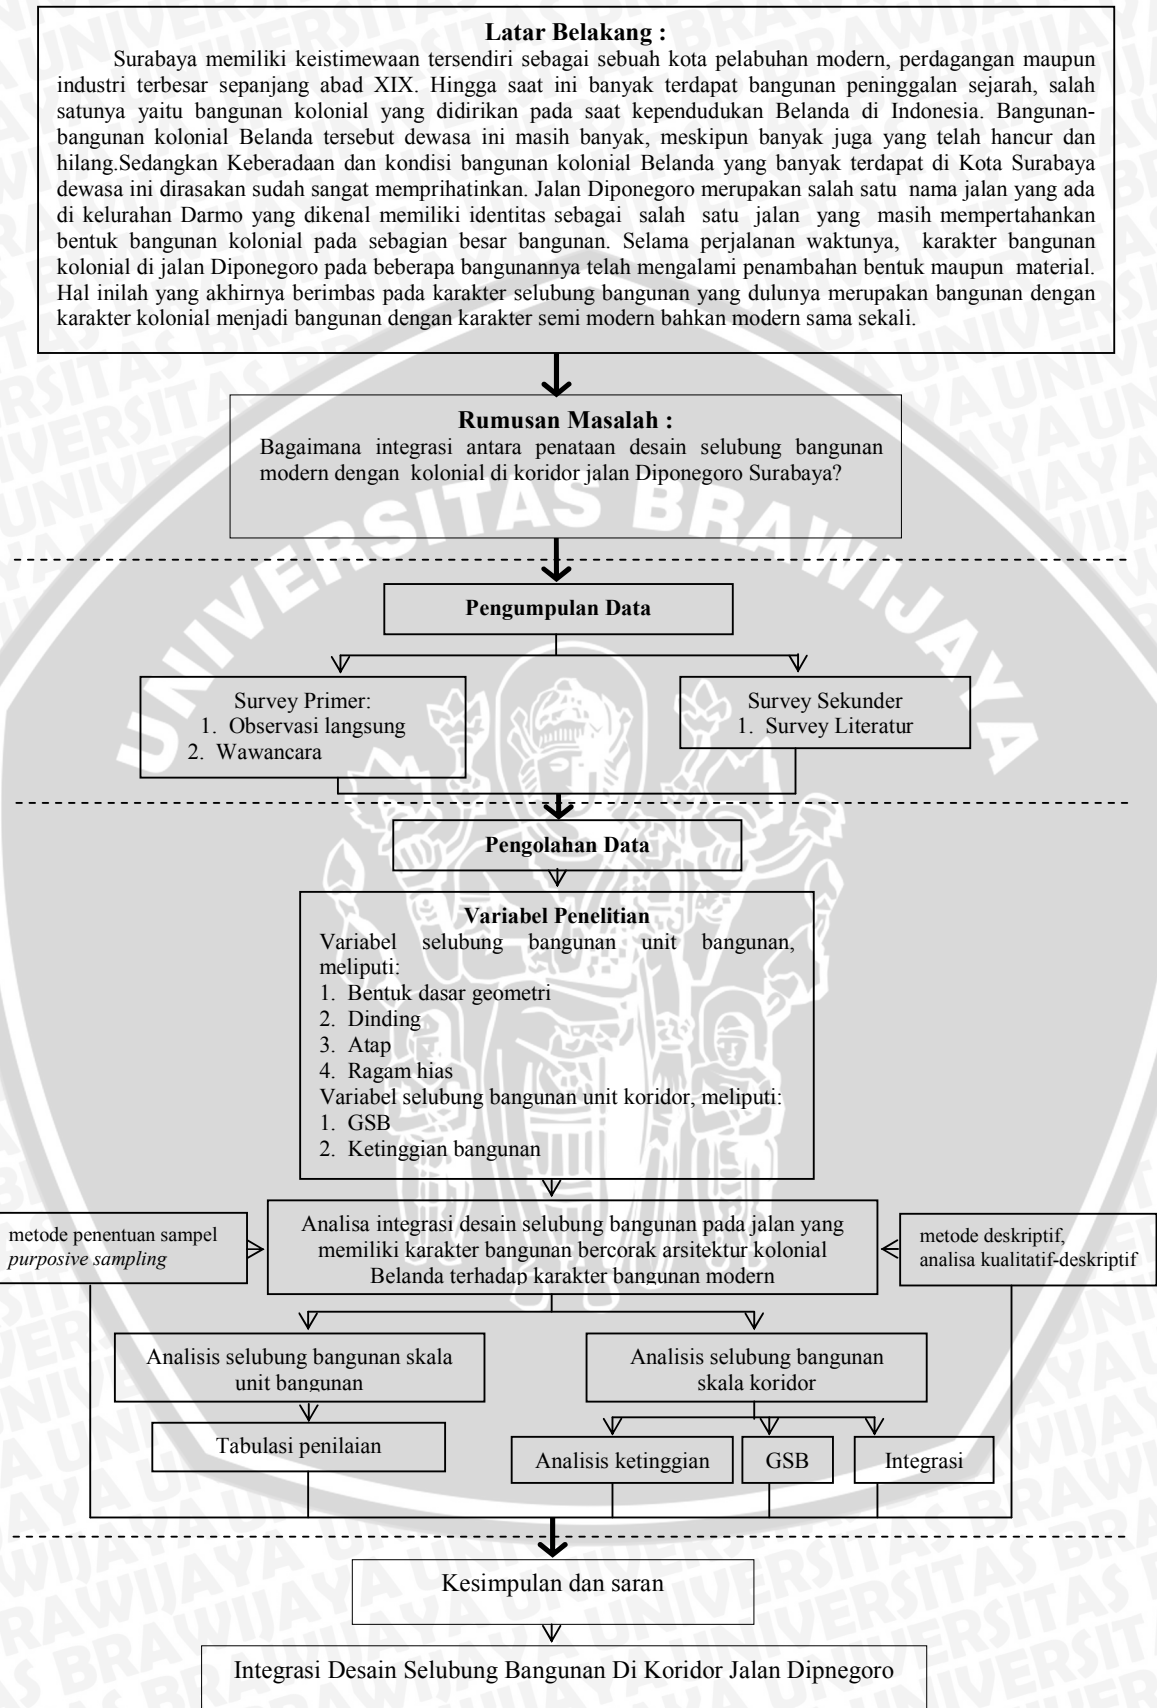 Latar Belakang :
Surabaya memiliki keistimewaan tersendiri sebagai sebuah kota pelabuhan modern, perdagangan maupun
industri terbesar sepanjang abad XIX. Hingga saat ini banyak terdapat bangunan peninggalan sejarah, salah
satunya yaitu bangunan kolonial yang didirikan pada saat kependudukan Belanda di Indonesia. Bangunan-
bangunan kolonial Belanda tersebut dewasa ini masih banyak, meskipun banyak juga yang telah hancur dan
hilang.Sedangkan Keberadaan dan kondisi bangunan kolonial Belanda yang banyak terdapat di Kota Surabaya
dewasa ini dirasakan sudah sangat memprihatinkan. Jalan Diponegoro merupakan salah satu nama jalan yang ada
di kelurahan Darmo yang dikenal memiliki identitas sebagai salah satu jalan yang masih mempertahankan
bentuk bangunan kolonial pada sebagian besar bangunan. Selama perjalanan waktunya, karakter bangunan
kolonial di jalan Diponegoro pada beberapa bangunannya telah mengalami penambahan bentuk maupun material.
Hal inilah yang akhirnya berimbas pada karakter selubung bangunan yang dulunya merupakan bangunan dengan
karakter kolonial menjadi bangunan dengan karakter semi modern bahkan modern sama sekali.
Rumusan Masalah :
Bagaimana integrasi antara penataan desain selubung bangunan
modern dengan kolonial di koridor jalan Diponegoro Surabaya?
UNIVERSITAS BRAWIJAYA
Pengumpulan Data
Survey Primer:
1. Observasi langsung
2. Wawancara
Survey Sekunder
1. Survey Literatur
Pengolahan Data
Variabel Penelitian
Variabel selubung bangunan unit bangunan,
meliputi:
1. Bentuk dasar geometri
2. Dinding
3. Atap
4. Ragam hias
Variabel selubung bangunan unit koridor, meliputi:
1. GSB
2. Ketinggian bangunan
metode penentuan sampel
purposive sampling
Analisa integrasi desain selubung bangunan pada jalan yang
memiliki karakter bangunan bercorak arsitektur kolonial
Belanda terhadap karakter bangunan modern
metode deskriptif,
analisa kualitatif-deskriptif
Analisis selubung bangunan skala
unit bangunan
Analisis selubung bangunan
skala koridor
Tabulasi penilaian
Analisis ketinggian
GSB
Integrasi
Kesimpulan dan saran
Integrasi Desain Selubung Bangunan Di Koridor Jalan Dipnegoro